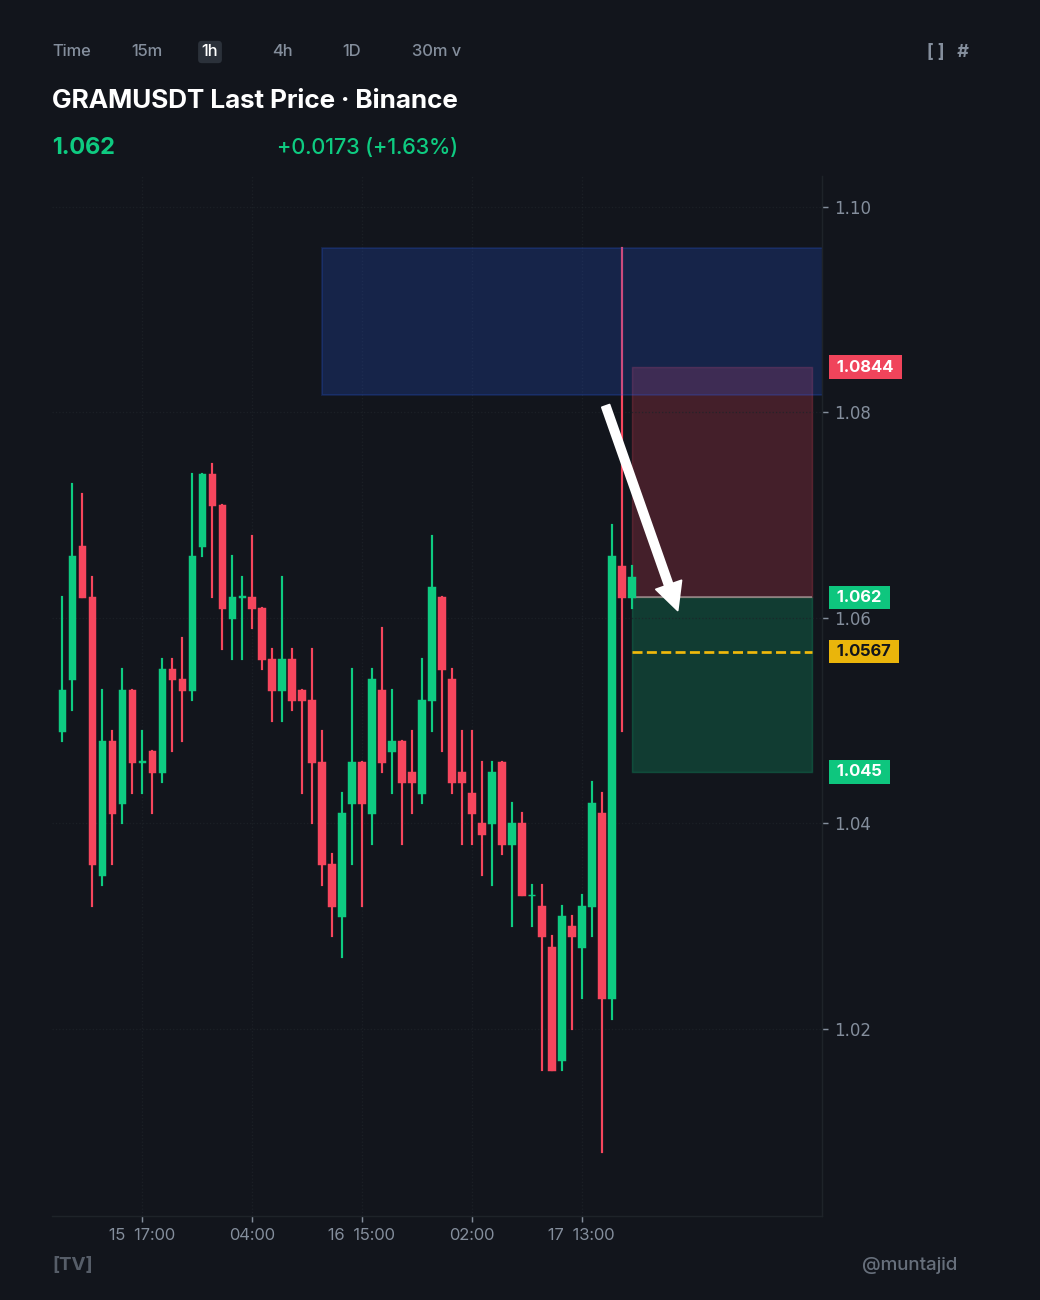 Time 15m 1h 4h 1D 30m v [ ] #
GRAMUSDT Last Price · Binance
1.062 +0.0173 (+1.63%)
1.10
1.0844
1.08
1.062
1.06
1.0567
1.045
1.04
1.02
15 17:00 04:00 16 15:00 02:00 17 13:00
[TV] @muntajid